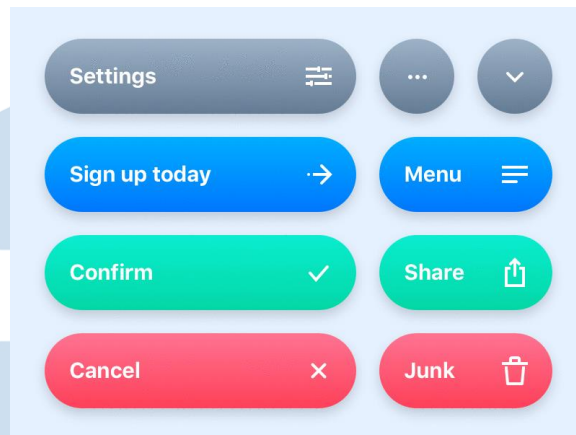 Settings
Sign up today
Menu
Confirm
Share
Cancel
Junk